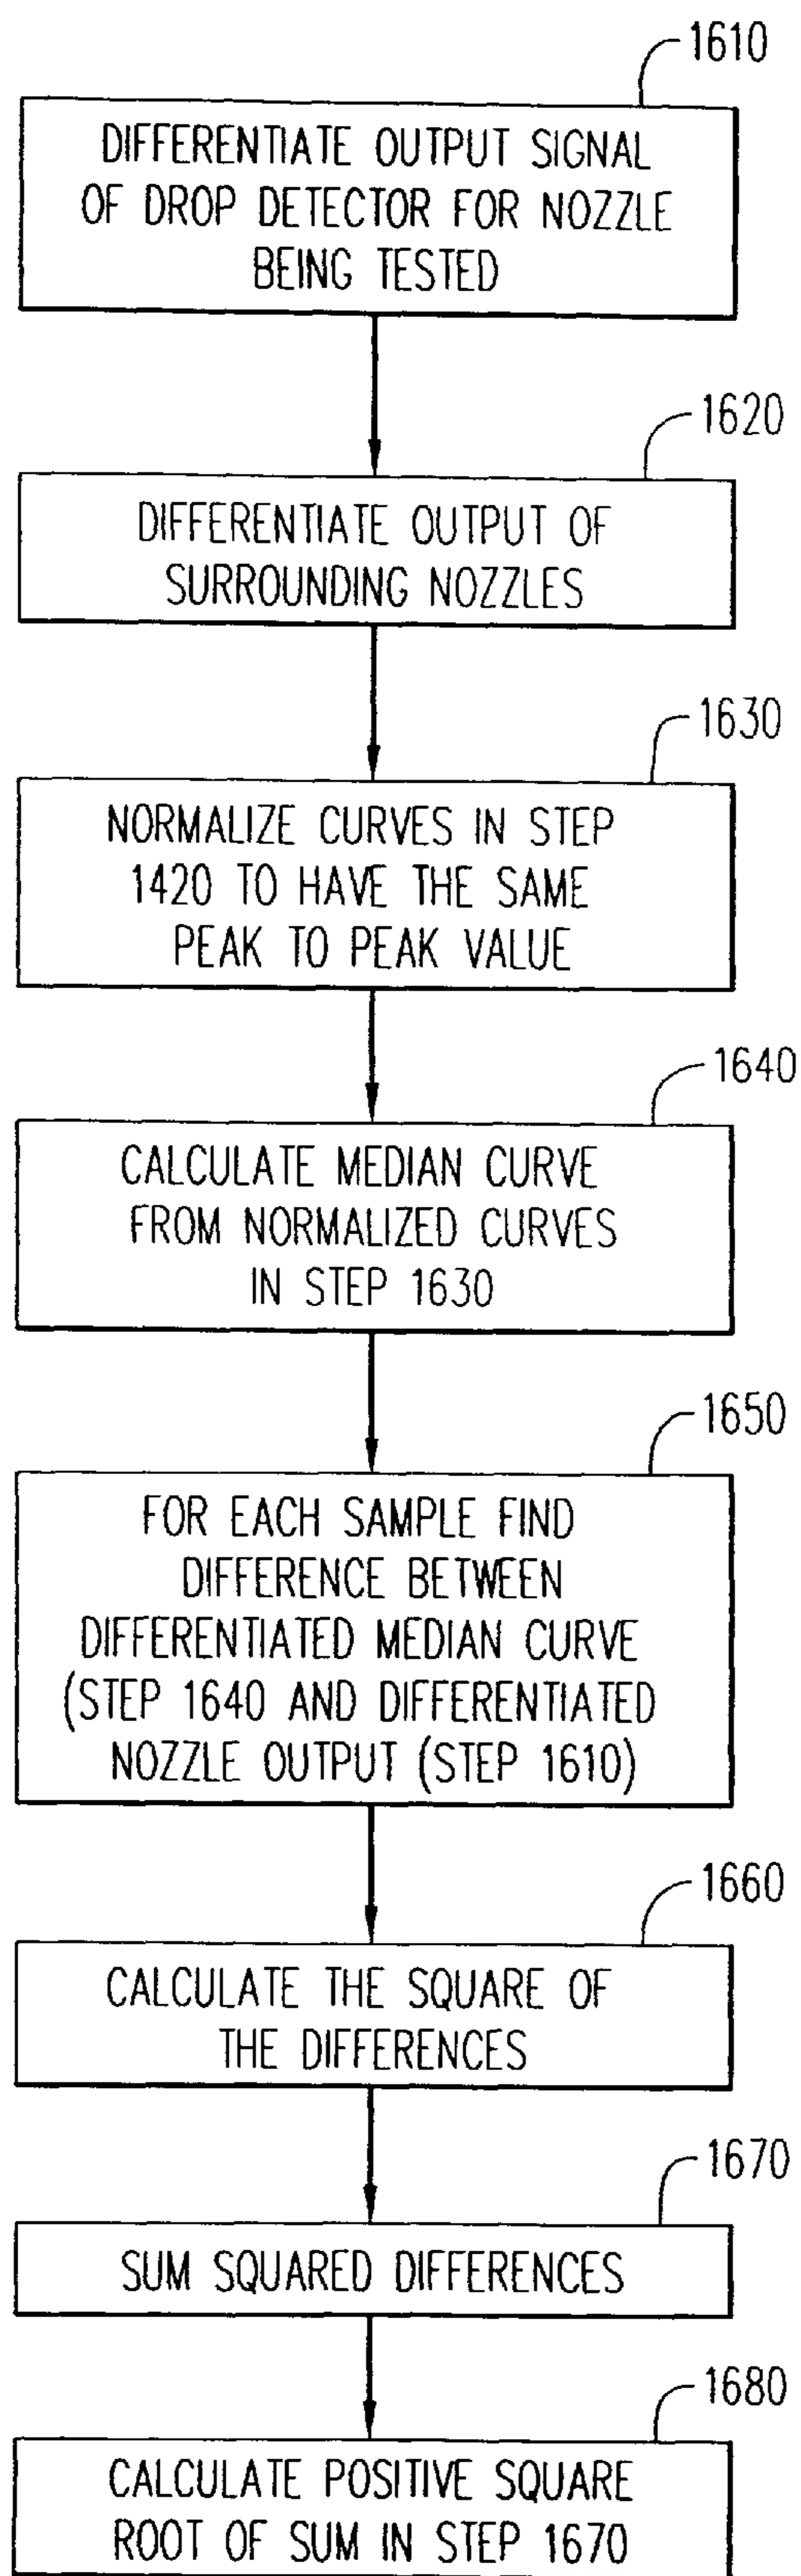 1610
DIFFERENTIATE OUTPUT SIGNAL
OF DROP DETECTOR FOR NOZZLE
BEING TESTED
1620
DIFFERENTIATE OUTPUT OF
SURROUNDING NOZZLES
1630
NORMALIZE CURVES IN STEP
1420 TO HAVE THE SAME
PEAK TO PEAK VALUE
1640
CALCULATE MEDIAN CURVE
FROM NORMALIZED CURVES
IN STEP 1630
1650
FOR EACH SAMPLE FIND
DIFFERENCE BETWEEN
DIFFERENTIATED MEDIAN CURVE
(STEP 1640 AND DIFFERENTIATED
NOZZLE OUTPUT (STEP 1610)
1660
CALCULATE THE SQUARE OF
THE DIFFERENCES
1670
SUM SQUARED DIFFERENCES
1680
CALCULATE POSITIVE SQUARE
ROOT OF SUM IN STEP 1670